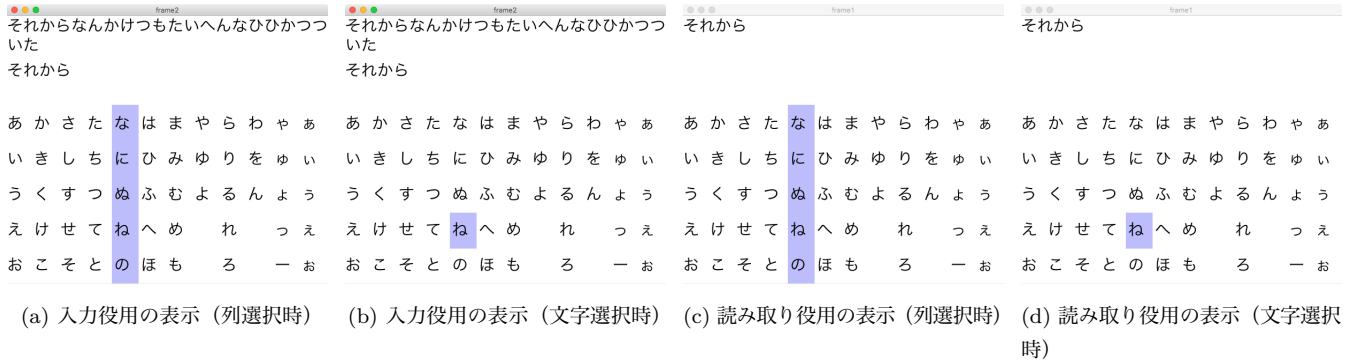 frame2
それからなんかけつもたいへんなひひかつつ
いた
それから
あ か さ た な は ま や ら わ ゃ ぁ
い き し ち に ひ み ゆ り を ゅ ぃ
う く す つ ぬ ふ む よ る ん ょ ぅ
え け せ て ね へ め れ っ ぇ
お こ そ と の ほ も ろ ー ぉ
(a) 入力役用の表示（列選択時）
frame2
それからなんかけつもたいへんなひひかつつ
いた
それから
あ か さ た な は ま や ら わ ゃ ぁ
い き し ち に ひ み ゆ り を ゅ ぃ
う く す つ ぬ ふ む よ る ん ょ ぅ
え け せ て ね へ め れ っ ぇ
お こ そ と の ほ も ろ ー ぉ
(b) 入力役用の表示（文字選択時）
frame1
それから
あ か さ た な は ま や ら わ ゃ ぁ
い き し ち に ひ み ゆ り を ゅ ぃ
う く す つ ぬ ふ む よ る ん ょ ぅ
え け せ て ね へ め れ っ ぇ
お こ そ と の ほ も ろ ー ぉ
(c) 読み取り役用の表示（列選択時）
frame1
それから
あ か さ た な は ま や ら わ ゃ ぁ
い き し ち に ひ み ゆ り を ゅ ぃ
う く す つ ぬ ふ む よ る ん ょ ぅ
え け せ て ね へ め れ っ ぇ
お こ そ と の ほ も ろ ー ぉ
(d) 読み取り役用の表示（文字選択
時）